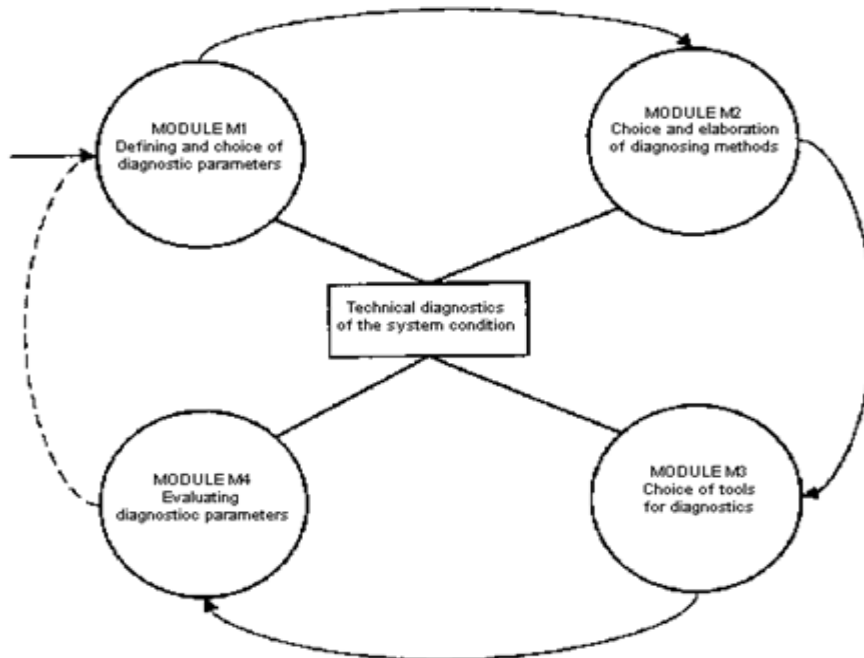 MODULE M1
Defining and choice of
diagnostic parameters
MODULE M2
Choice and elaboration
of diagnosing methods
Technical diagnostics
of the system condition
MODULE M4
Evaluating
diagnostioc parameters
MODULE M3
Choice of tools
for diagnostics